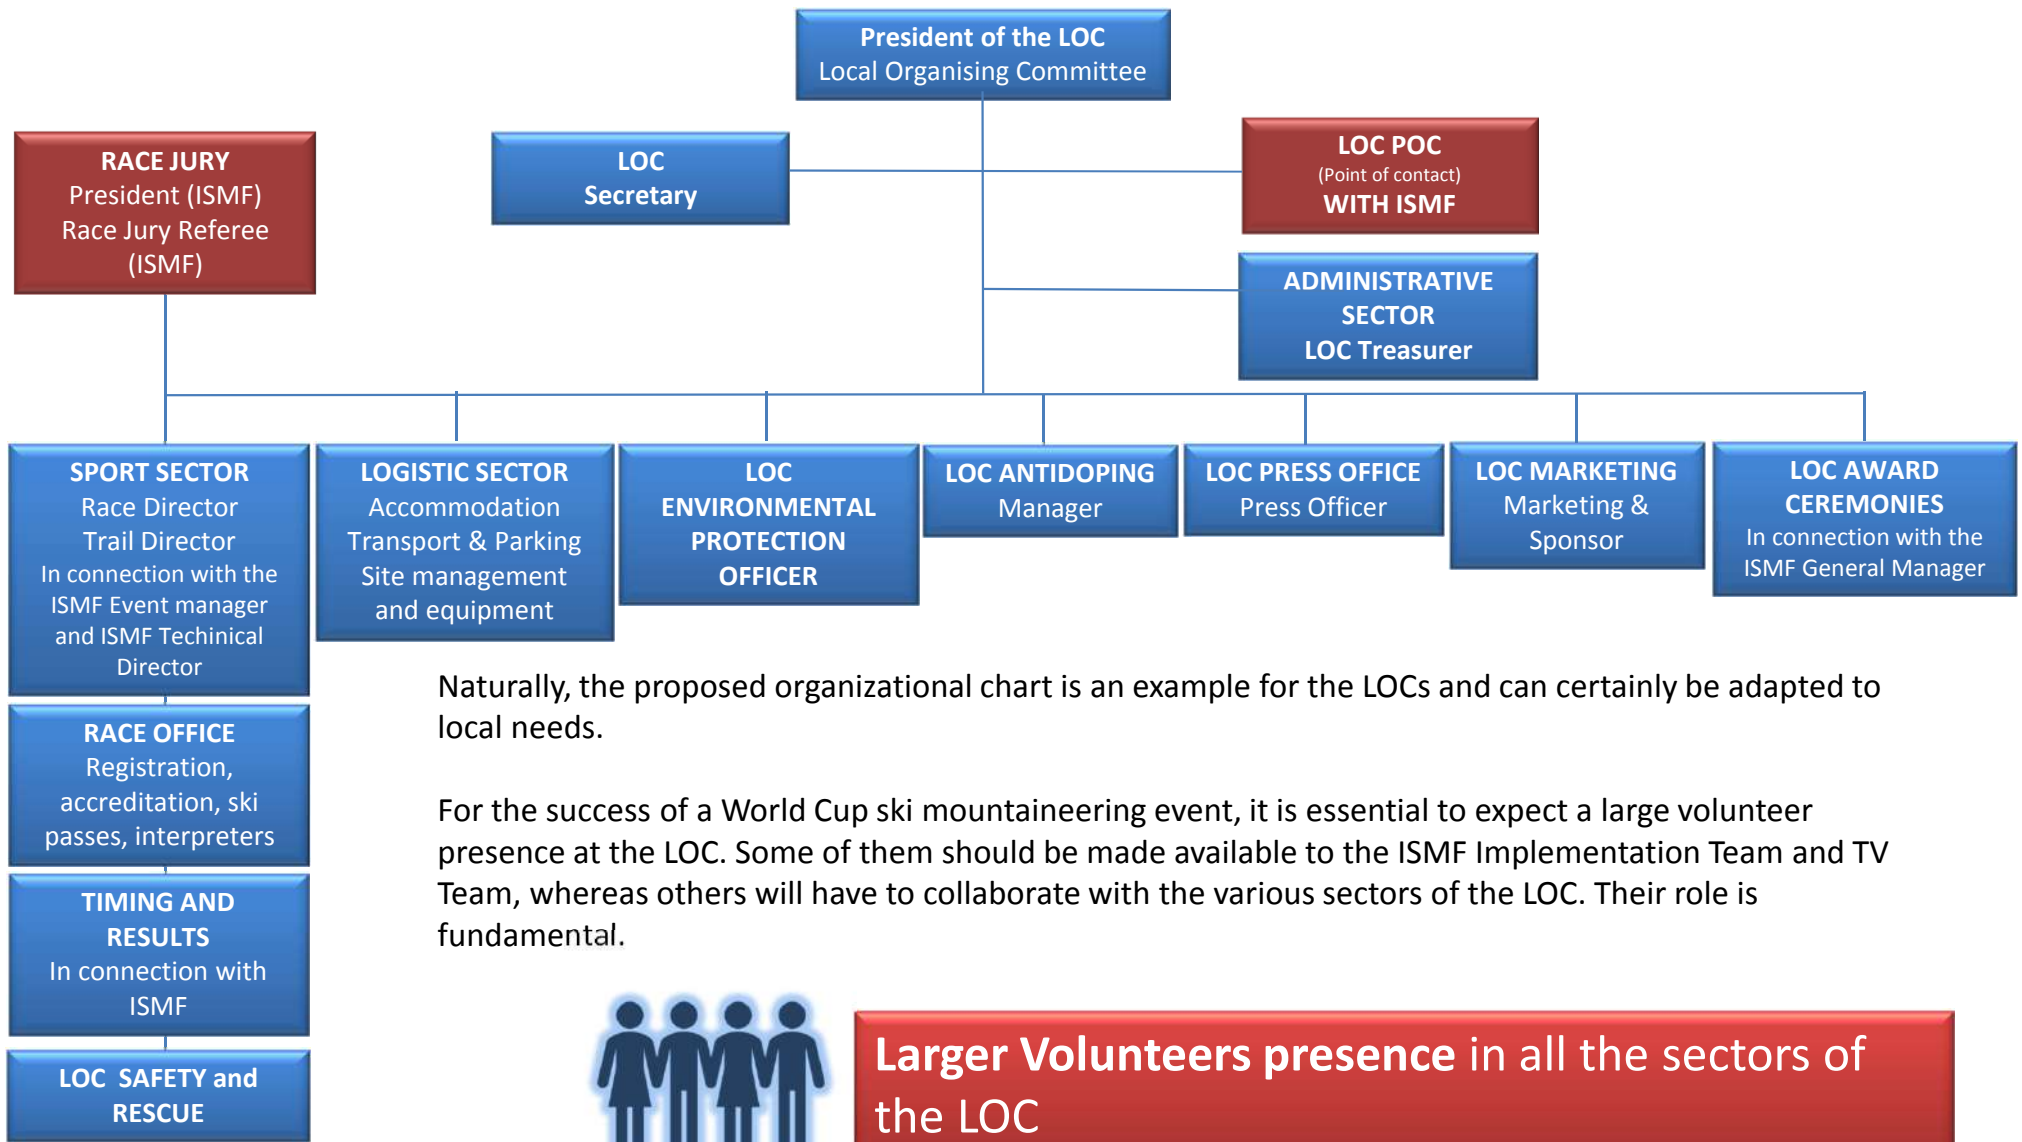 President of the LOC
Local Organising Committee
RACE JURY
President (ISMF)
Race Jury Referee
(ISMF)
LOC
Secretary
LOC POC
(Point of contact)
WITH ISMF
ADMINISTRATIVE
SECTOR
LOC Treasurer
SPORT SECTOR
Race Director
Trail Director
In connection with the
ISMF Event manager
and ISMF Techinical
Director
LOGISTIC SECTOR
Accommodation
Transport & Parking
Site management
and equipment
LOC
ENVIRONMENTAL
PROTECTION
OFFICER
LOC ANTIDOPING
Manager
LOC PRESS OFFICE
Press Officer
LOC MARKETING
Marketing &
Sponsor
LOC AWARD
CEREMONIES
In connection with the
ISMF General Manager
RACE OFFICE
Registration,
accreditation, ski
passes, interpreters
TIMING AND
RESULTS
In connection with
ISMF
LOC SAFETY and
RESCUE
Naturally, the proposed organizational chart is an example for the LOCs and can certainly be adapted to
local needs.
For the success of a World Cup ski mountaineering event, it is essential to expect a large volunteer
presence at the LOC. Some of them should be made available to the ISMF Implementation Team and TV
Team, whereas others will have to collaborate with the various sectors of the LOC. Their role is
fundamental.
Larger Volunteers presence in all the sectors of
the LOC